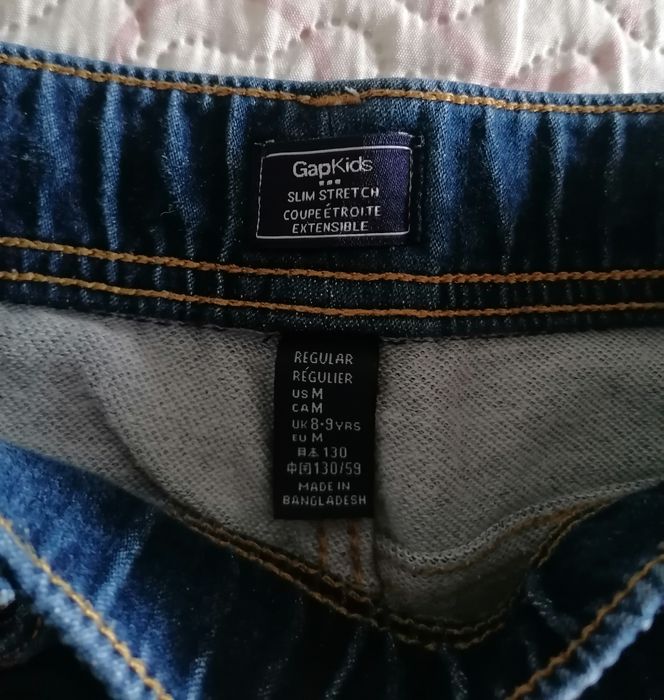 GapKids
SLIM STRETCH
COUPE ÉTROITE
EXTENSIBLE
REGULAR
RÉGULIER
US M
CA M
UK 8-9 YRS
EU M
日本 130
中国 130/59
MADE IN
BANGLADESH